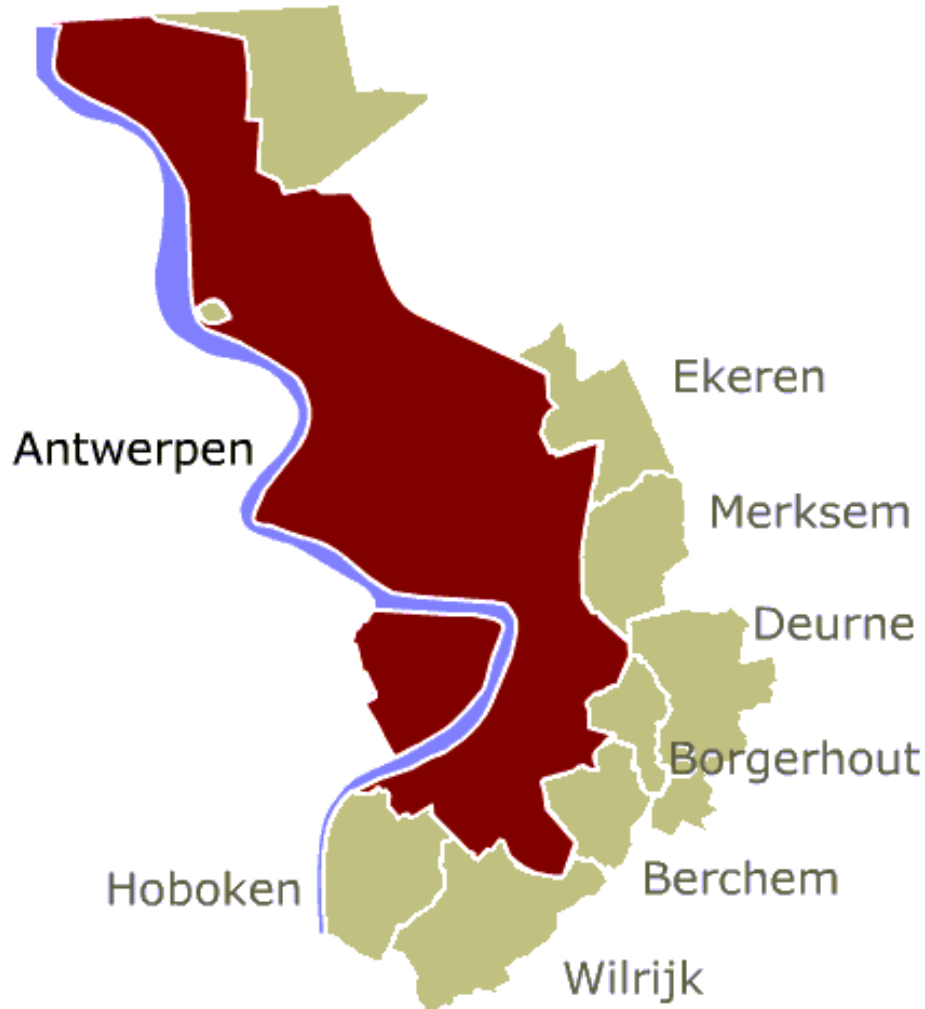 Ekeren
Antwerpen
Merksem
Deurne
Borgerhout
Berchem
Hoboken
Wilrijk